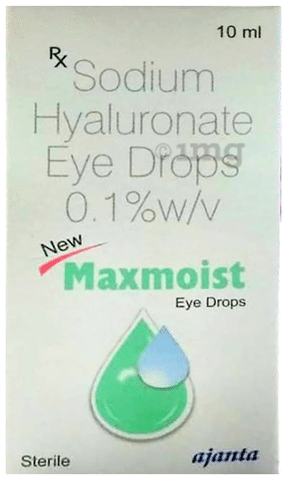 10 ml
Rx Sodium
Hyaluronate
Eye Drops
0.1%w/v
©1mg
New
Maxmoist
Eye Drops
Sterile
ajanta